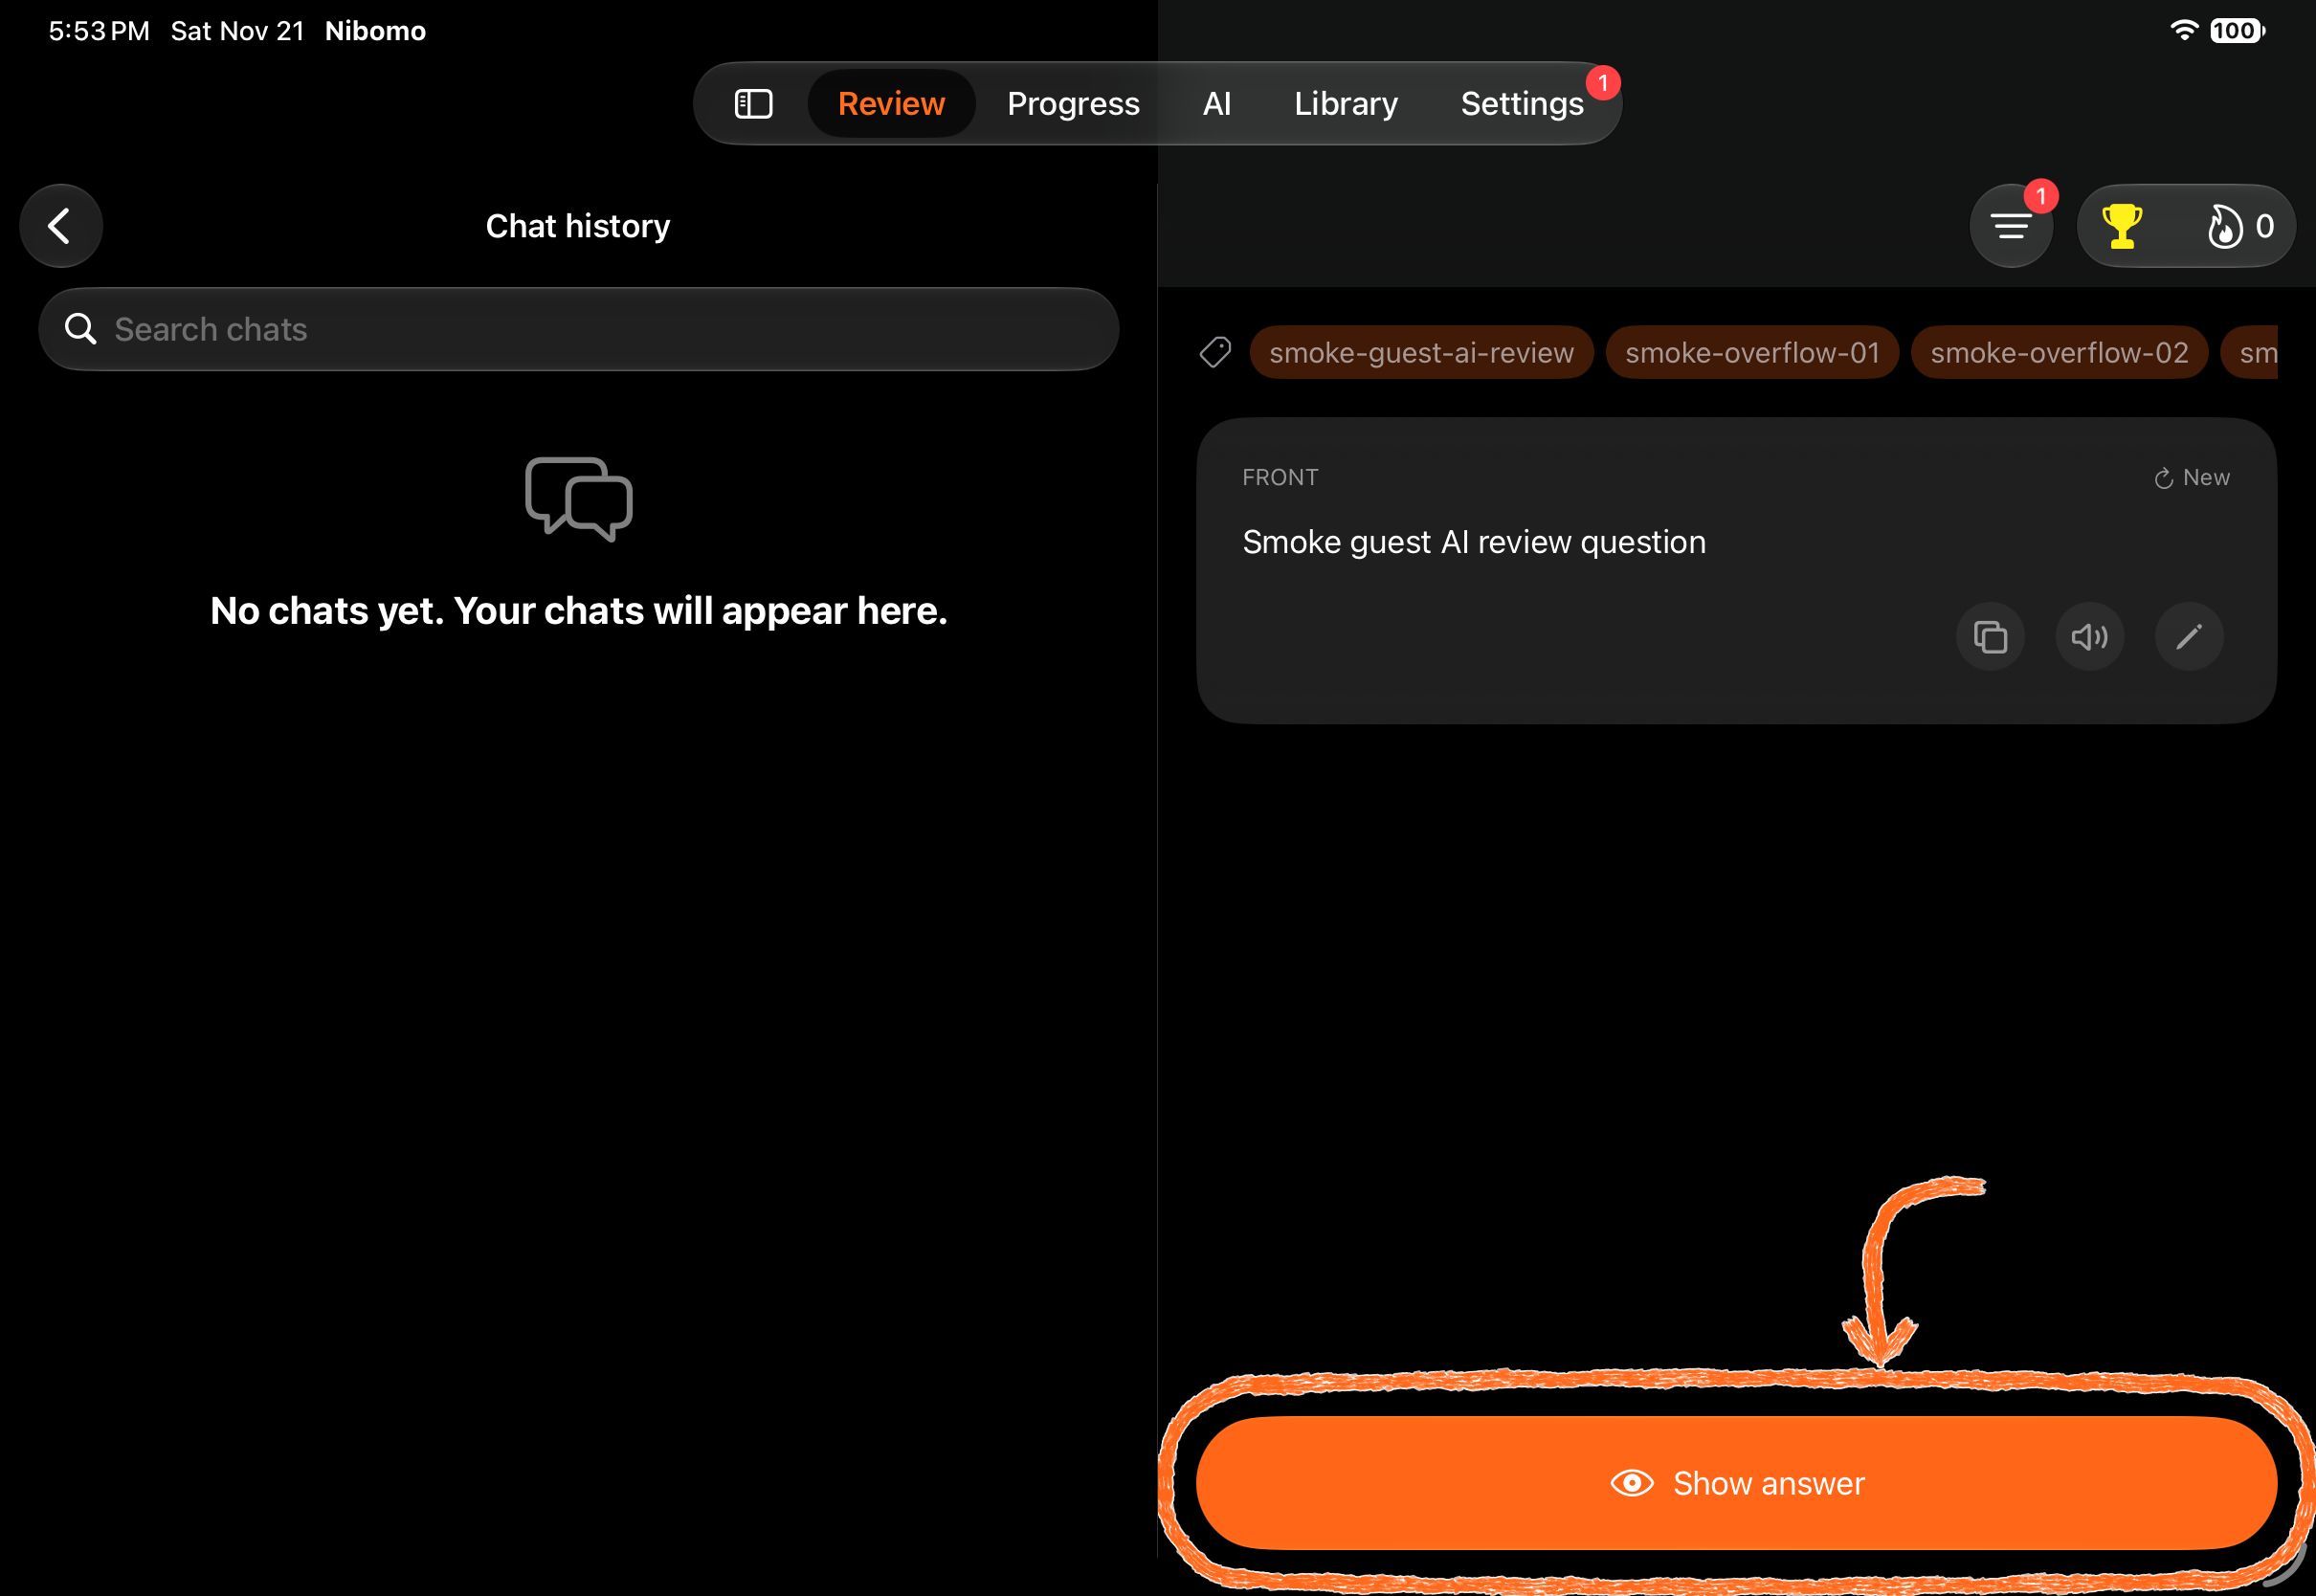 5:53 PM Sat Nov 21 Nibomo
100
Review Progress AI Library Settings 1
Chat history
1
0
Search chats
No chats yet. Your chats will appear here.
smoke-guest-ai-review smoke-overflow-01 smoke-overflow-02 sm
FRONT
New
Smoke guest AI review question
Show answer